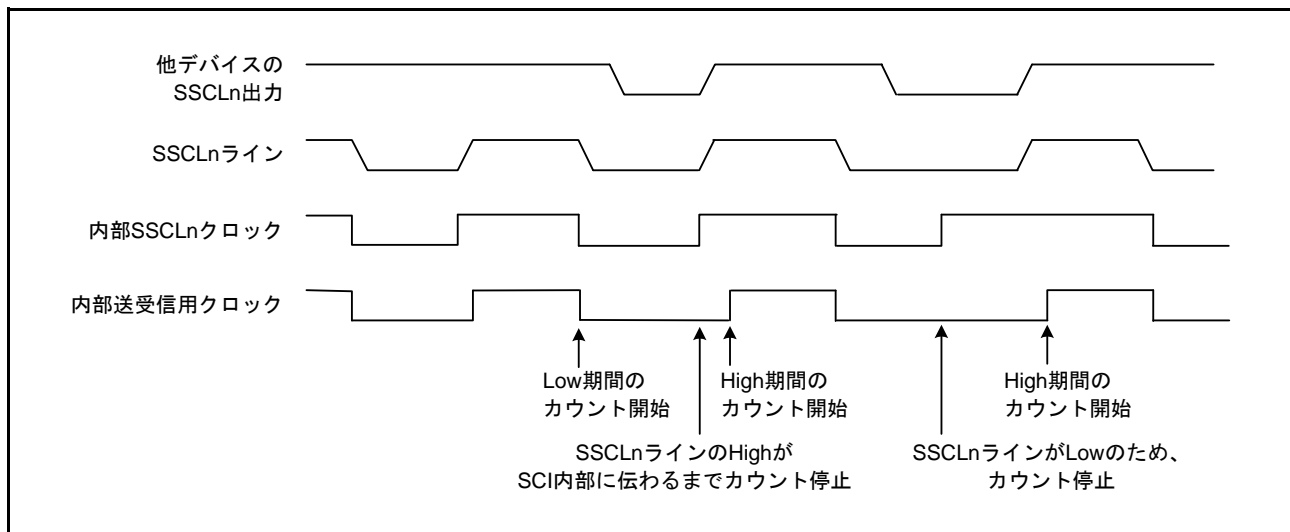 他デバイスの
SSCLn出力
SSCLnライン
内部SSCLnクロック
内部送受信用クロック
Low期間の
カウント開始
High期間の
カウント開始
High期間の
カウント開始
SSCLnラインのHighが
SCI内部に伝わるまでカウント停止
SSCLnラインがLowのため、
カウント停止